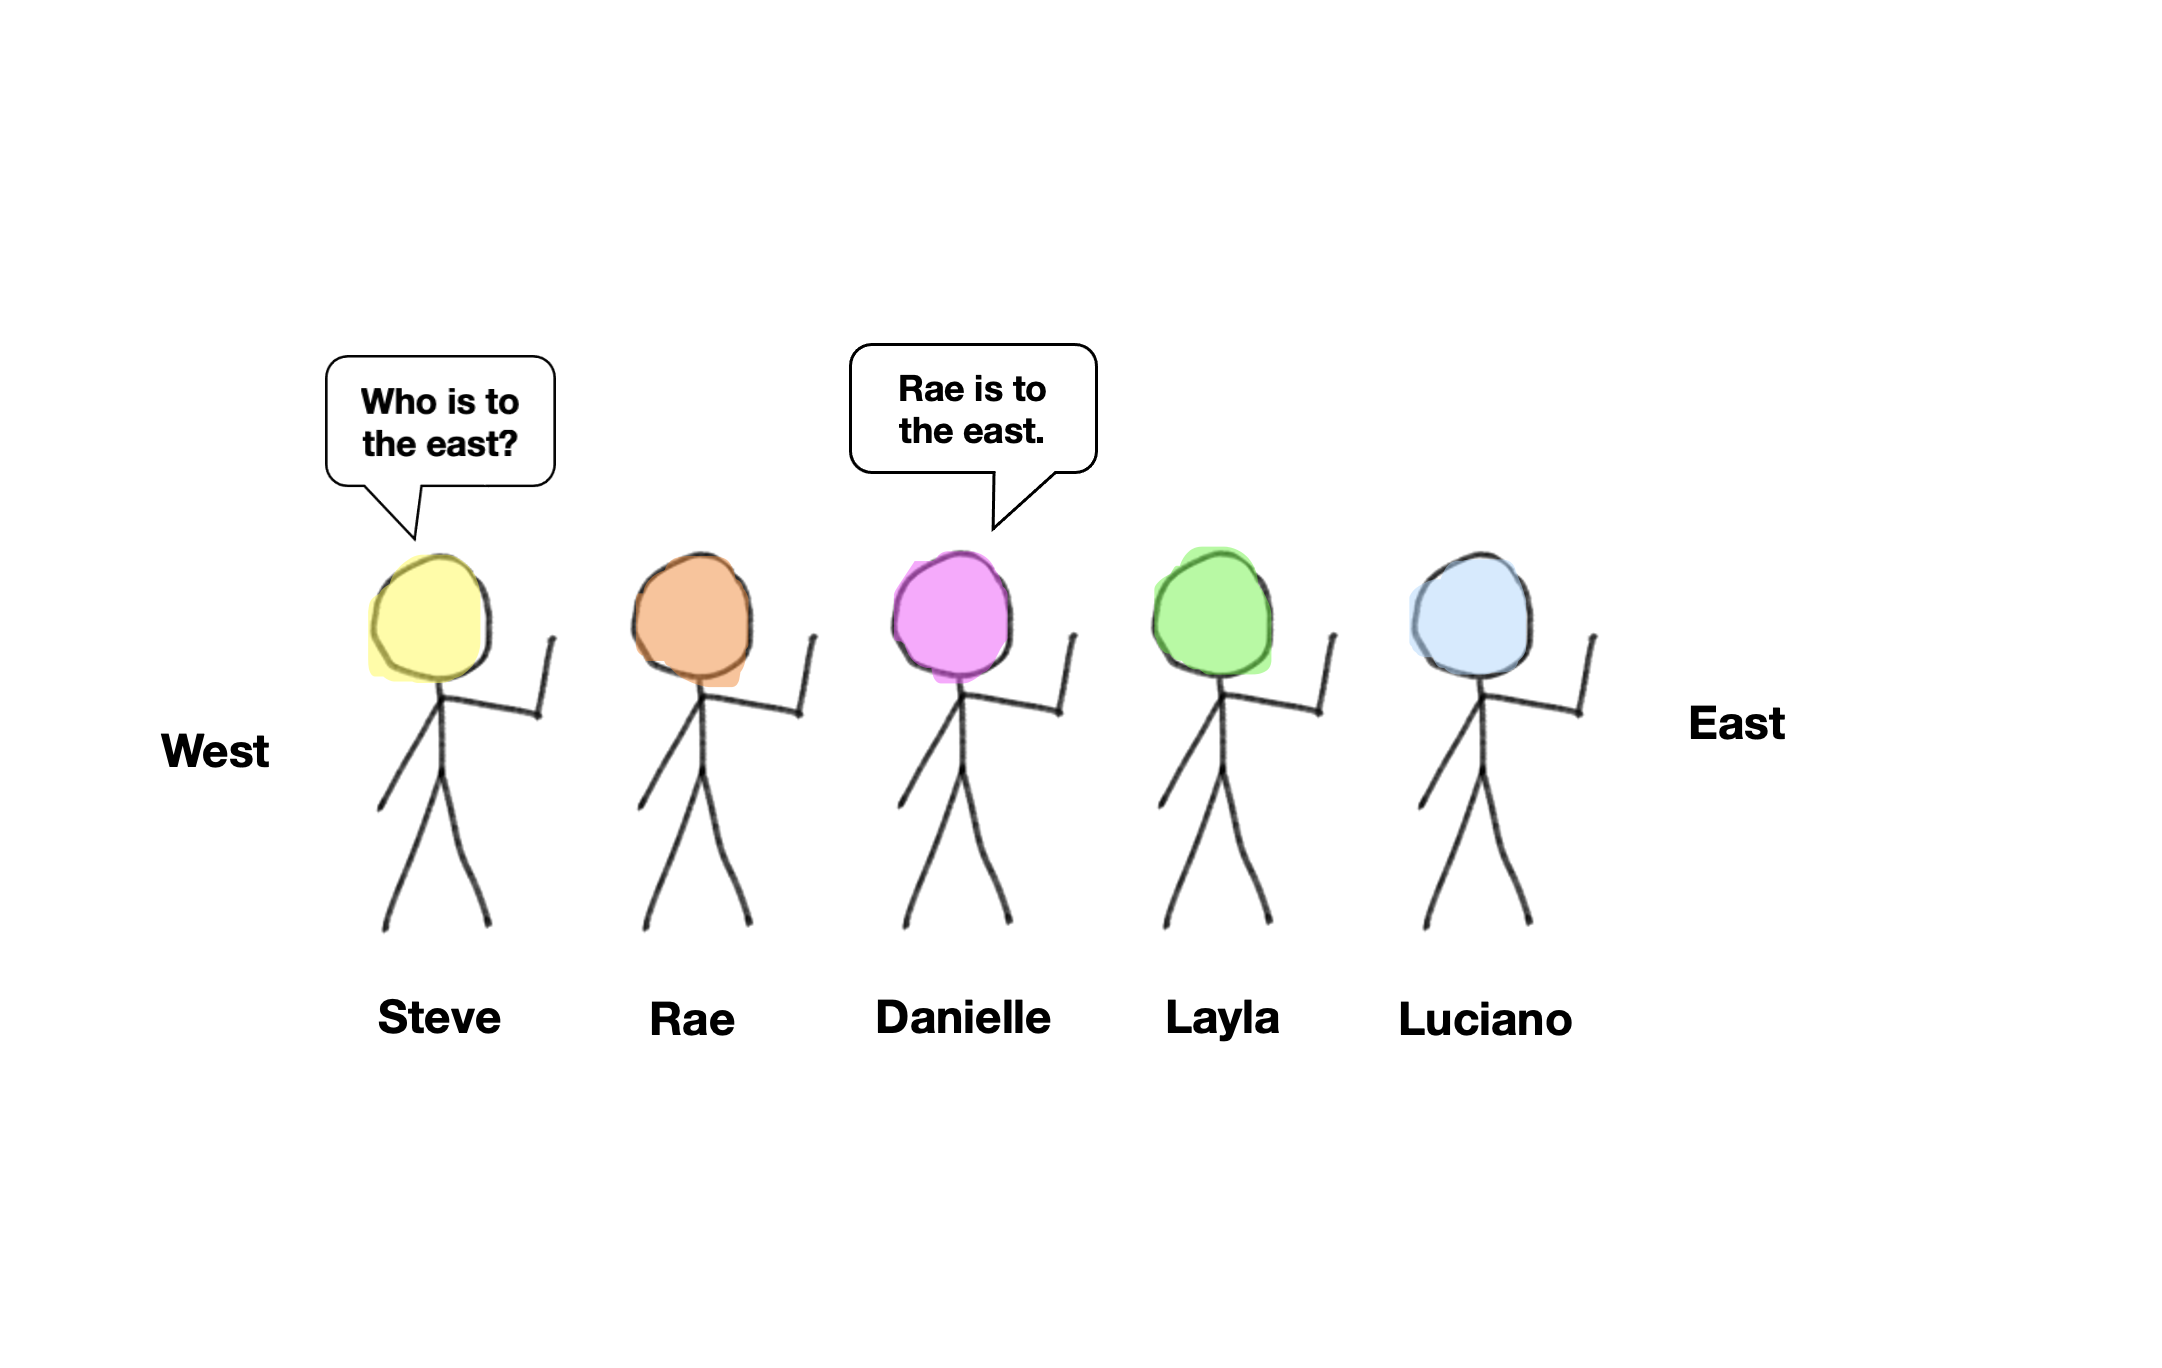 Who is to
the east?
Rae is to
the east.
West
East
Steve
Rae
Danielle
Layla
Luciano